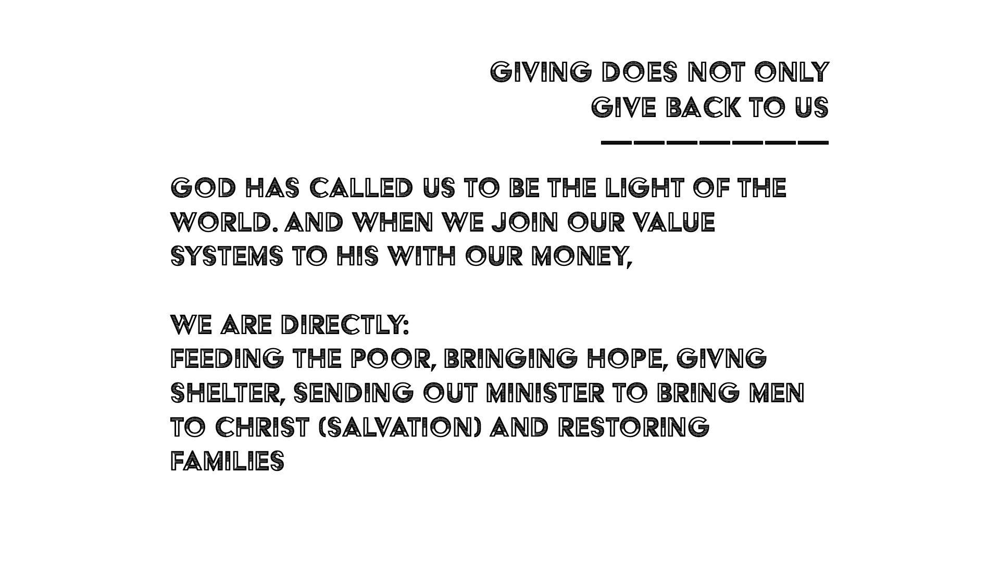 GIVING DOES NOT ONLY
GIVE BACK TO US
———————
GOD HAS CALLED US TO BE THE LIGHT OF THE
WORLD. AND WHEN WE JOIN OUR VALUE
SYSTEMS TO HIS WITH OUR MONEY,
WE ARE DIRECTLY:
FEEDING THE POOR, BRINGING HOPE, GIVNG
SHELTER, SENDING OUT MINISTER TO BRING MEN
TO CHRIST (SALVATION) AND RESTORING
FAMILIES